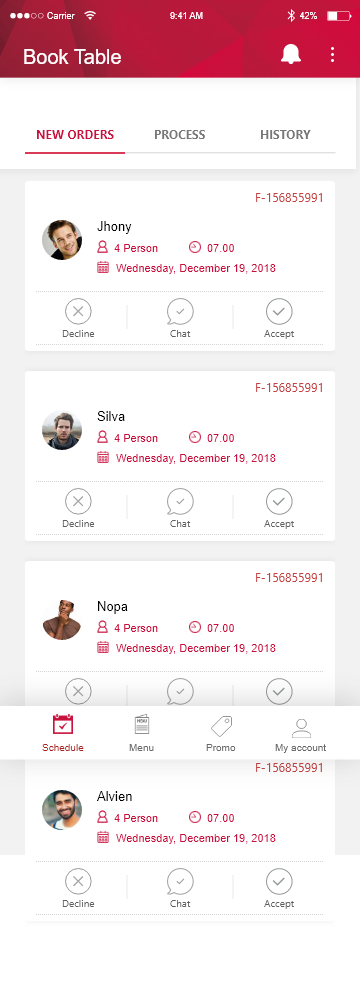 Carrier 9:41 AM 42%
Book Table
NEW ORDERS PROCESS HISTORY
F-156855991
Jhony
4 Person 07.00
Wednesday, December 19, 2018
Decline Chat Accept
F-156855991
Silva
4 Person 07.00
Wednesday, December 19, 2018
Decline Chat Accept
F-156855991
Nopa
4 Person 07.00
Wednesday, December 19, 2018
MENU
Schedule Menu Promo My account
F-156855991
Alvien
4 Person 07.00
Wednesday, December 19, 2018
Decline Chat Accept